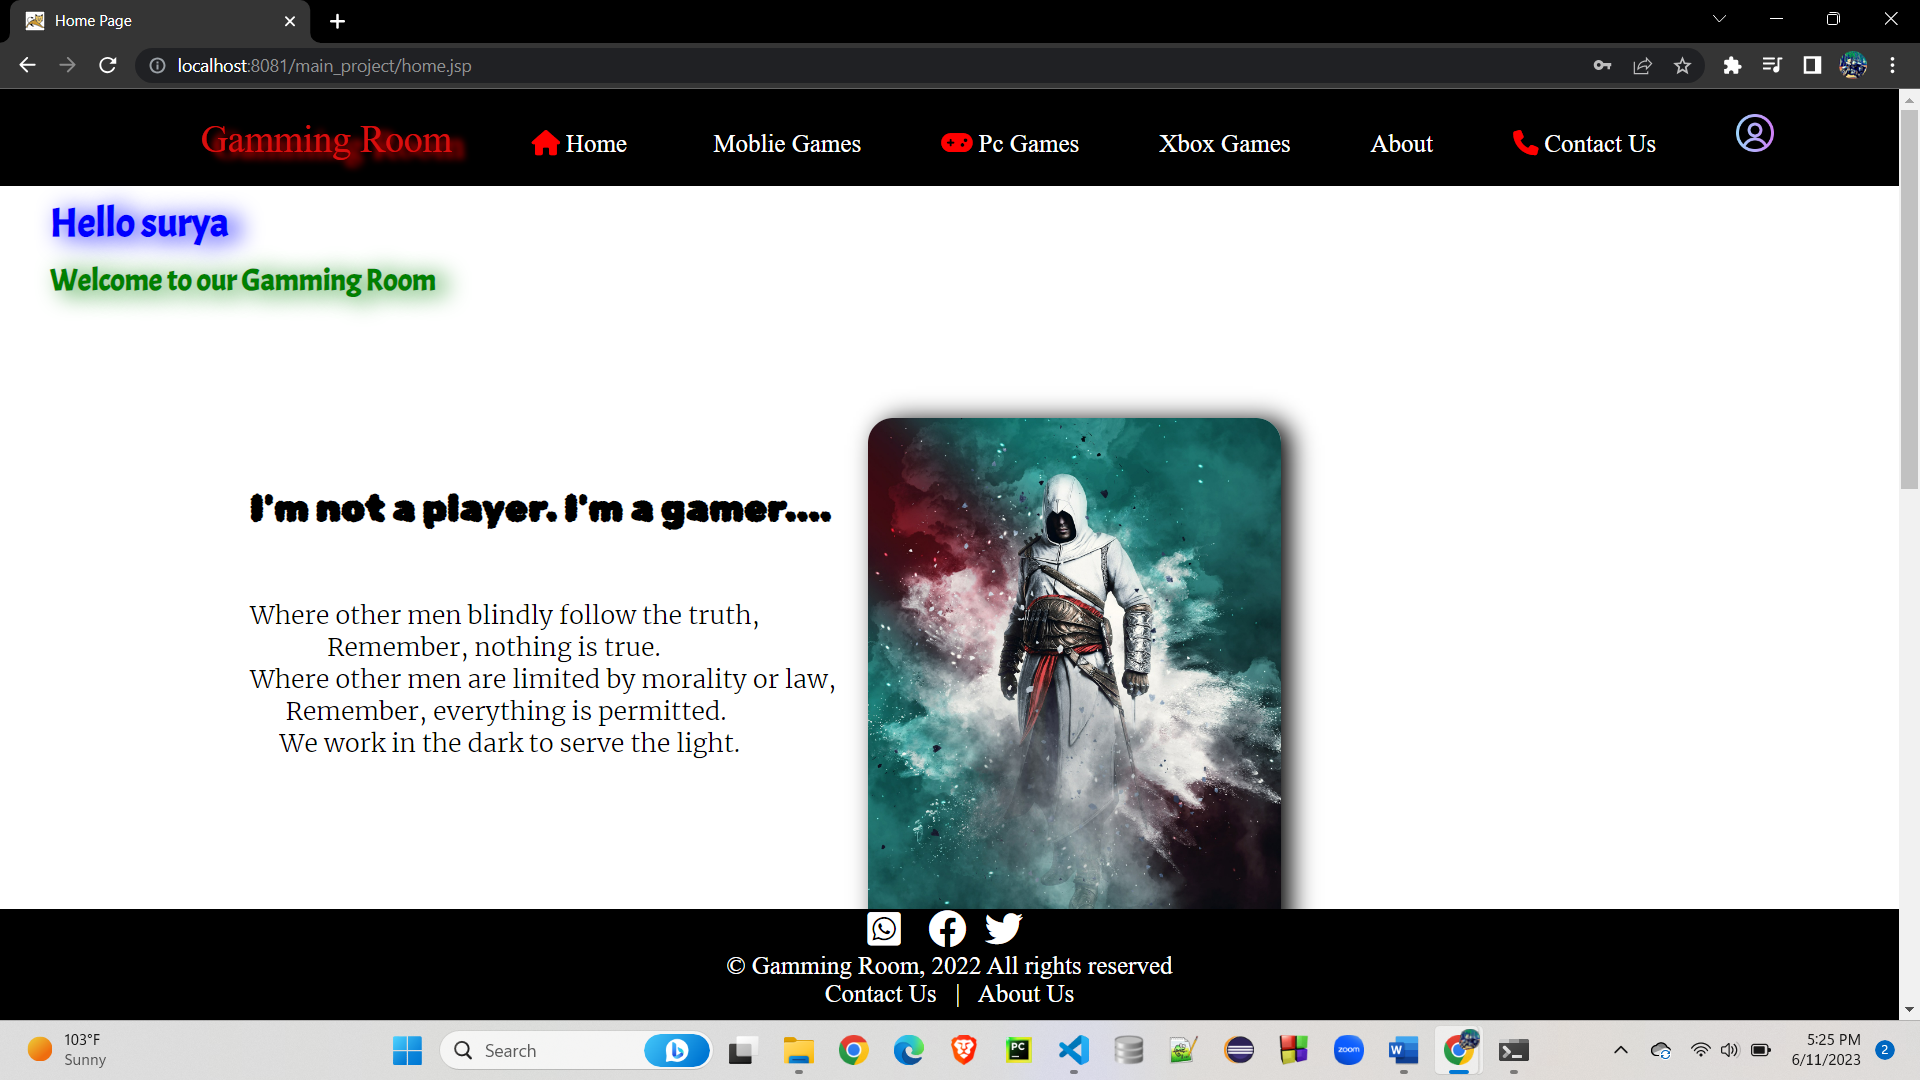 Home Page
localhost:8081/main_project/home.jsp
Gamming Room
Home
Moblie Games
Pc Games
Xbox Games
About
Contact Us
Hello surya
Welcome to our Gamming Room
I'm not a player. I'm a gamer....
Where other men blindly follow the truth,
Remember, nothing is true.
Where other men are limited by morality or law,
Remember, everything is permitted.
We work in the dark to serve the light.
© Gamming Room, 2022 All rights reserved
Contact Us | About Us
103°F
Sunny
Search
PC
zoom
W
5:25 PM
6/11/2023
2